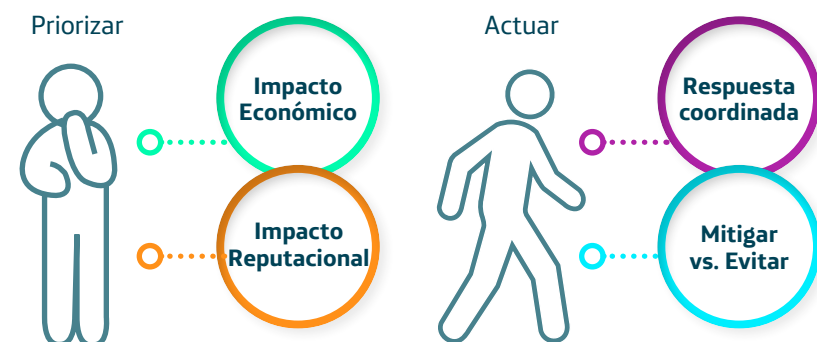 Priorizar
Impacto
Económico
Impacto
Reputacional
Actuar
Respuesta
coordinada
Mitigar
vs. Evitar